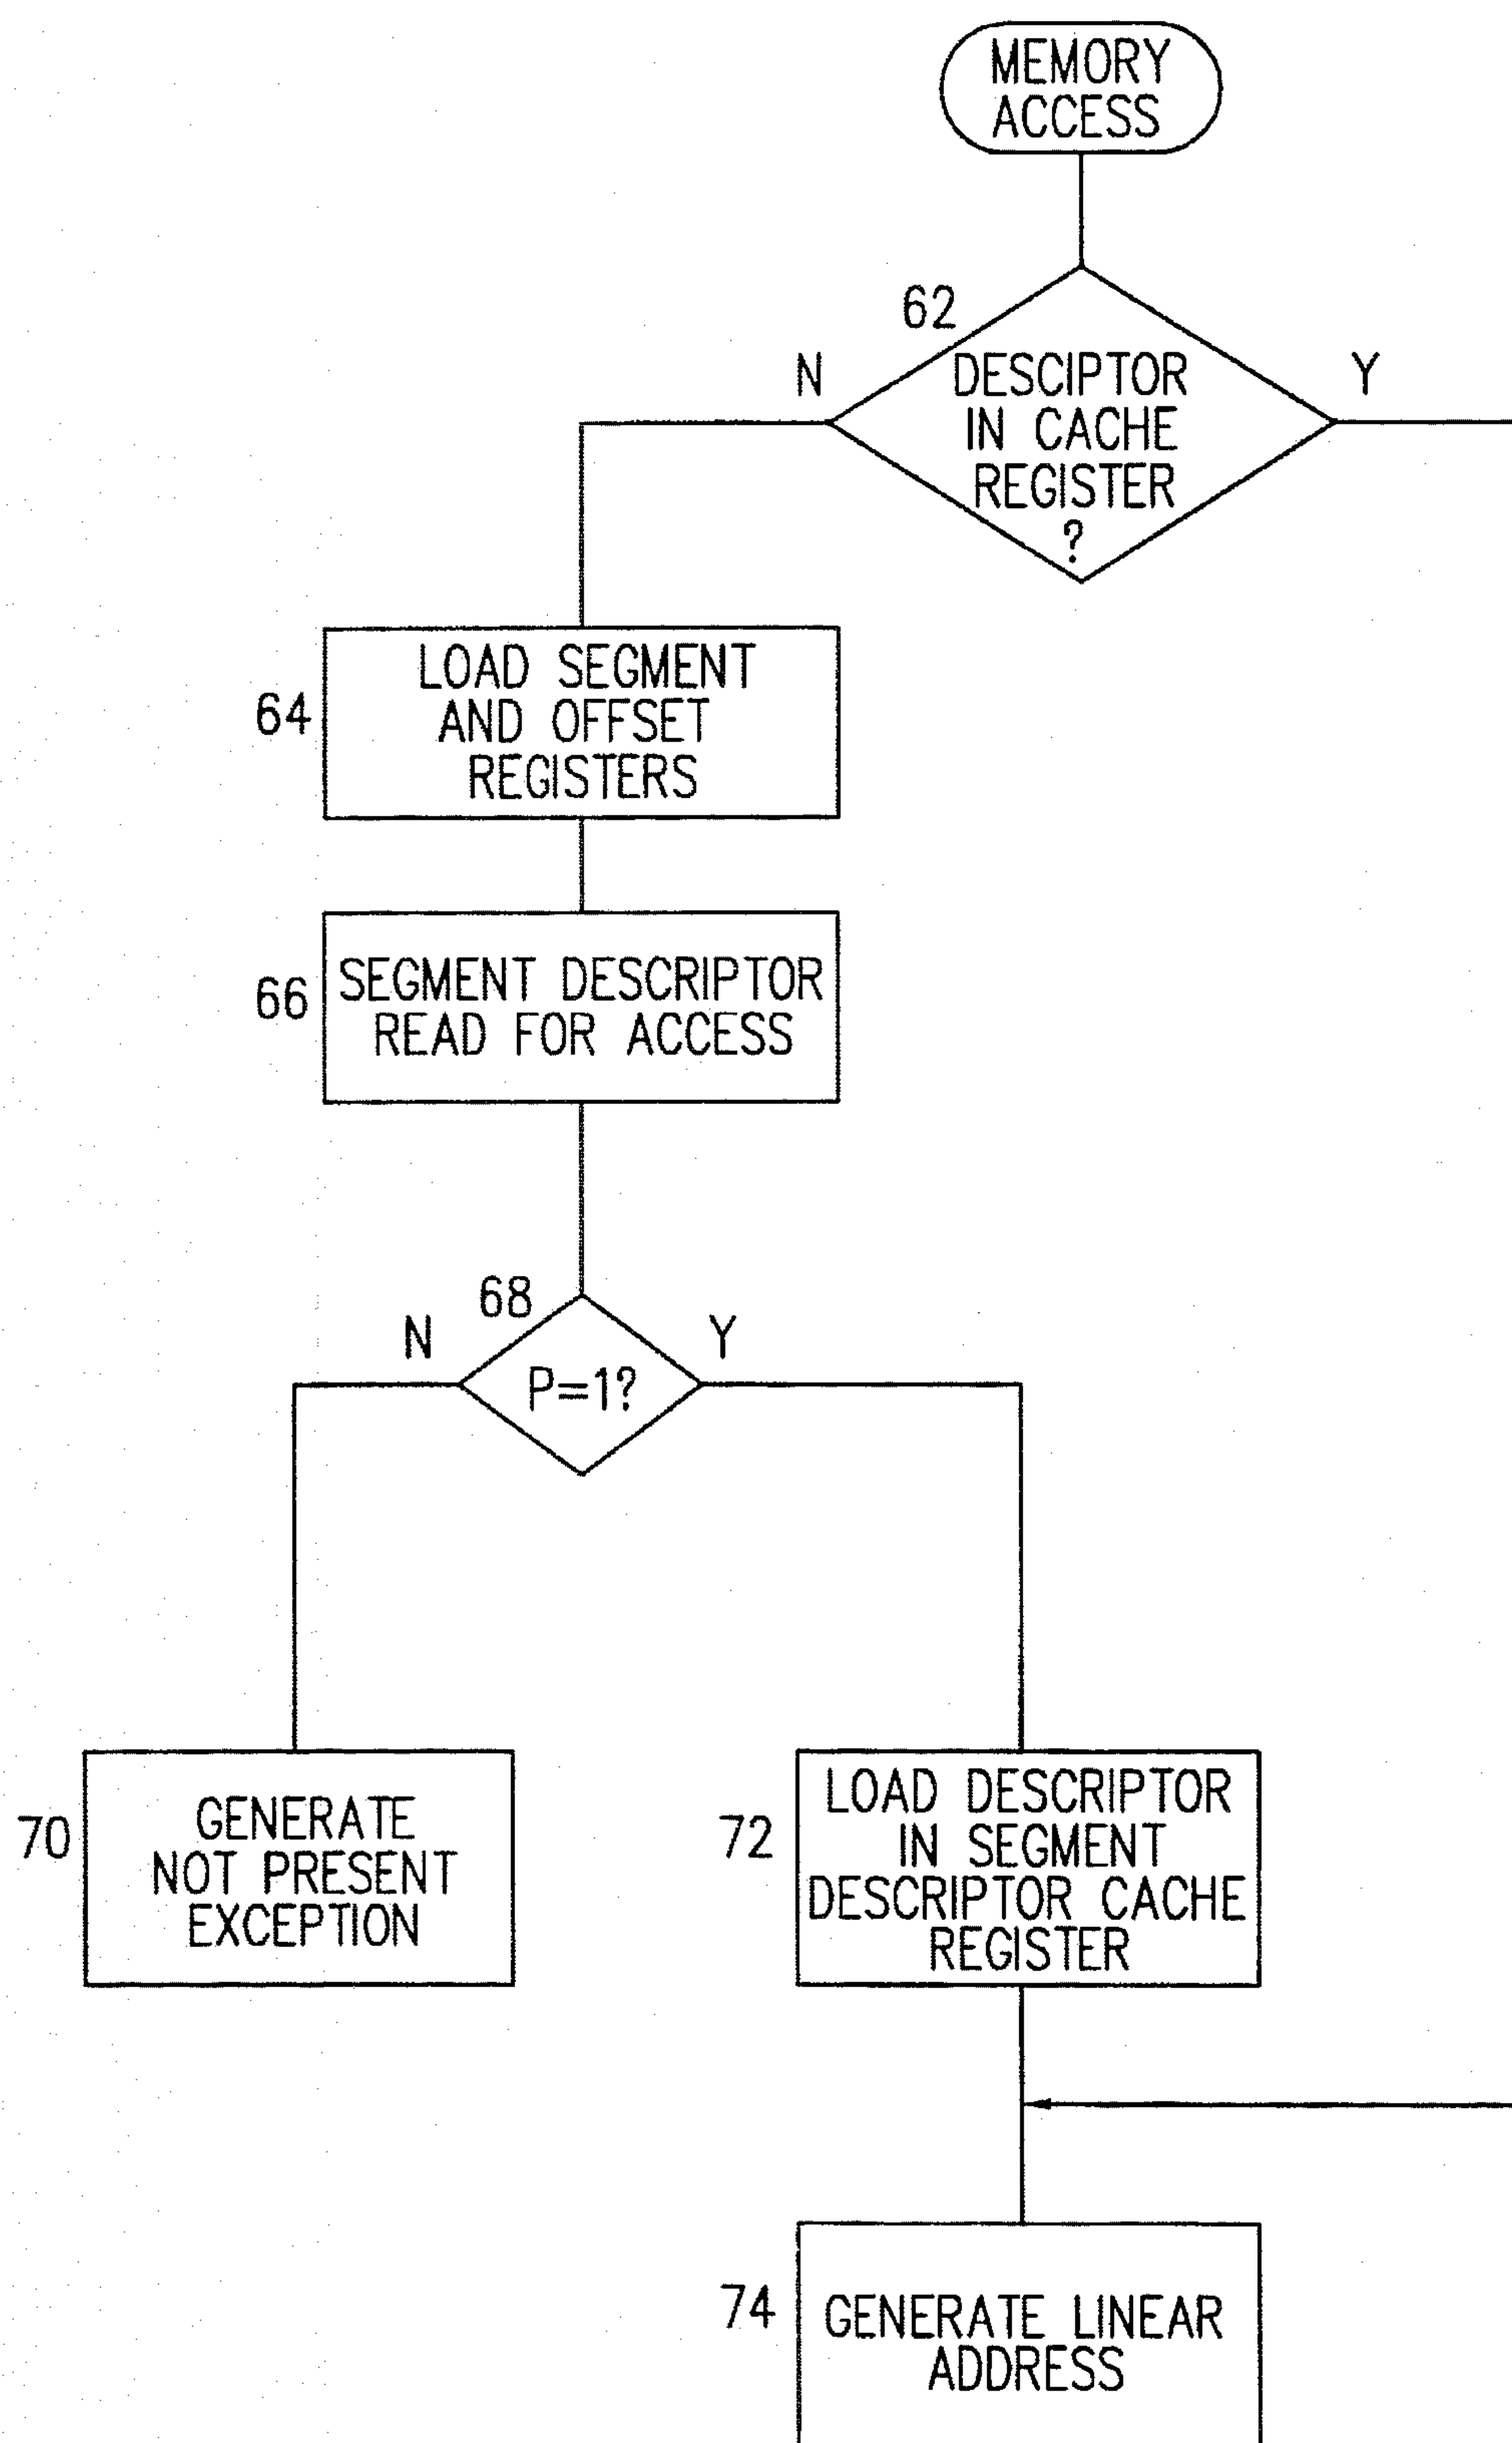 MEMORY
ACCESS
62
N
Y
DESCIPTOR
IN CACHE
REGISTER
?
64
LOAD SEGMENT
AND OFFSET
REGISTERS
66
SEGMENT DESCRIPTOR
READ FOR ACCESS
68
N
Y
P=1?
70
GENERATE
NOT PRESENT
EXCEPTION
72
LOAD DESCRIPTOR
IN SEGMENT
DESCRIPTOR CACHE
REGISTER
74
GENERATE LINEAR
ADDRESS